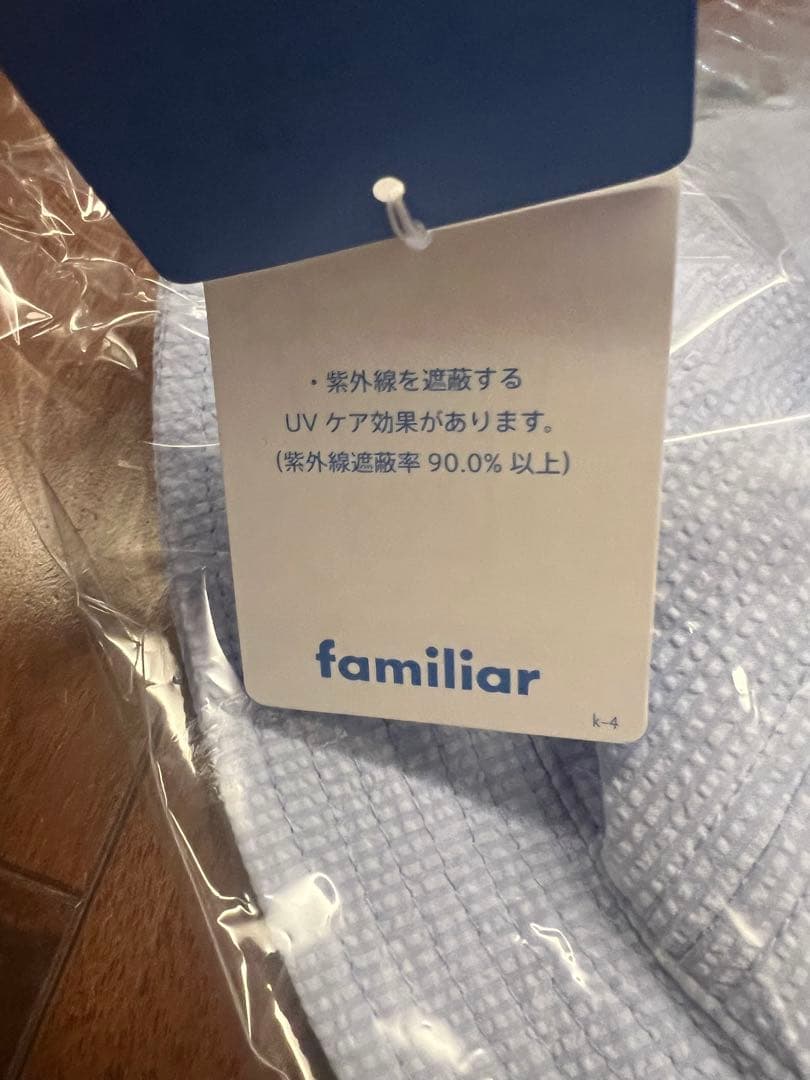 ・紫外線を遮蔽する
UV ケア効果があります。
(紫外線遮蔽率 90.0% 以上)
familiar
k-4